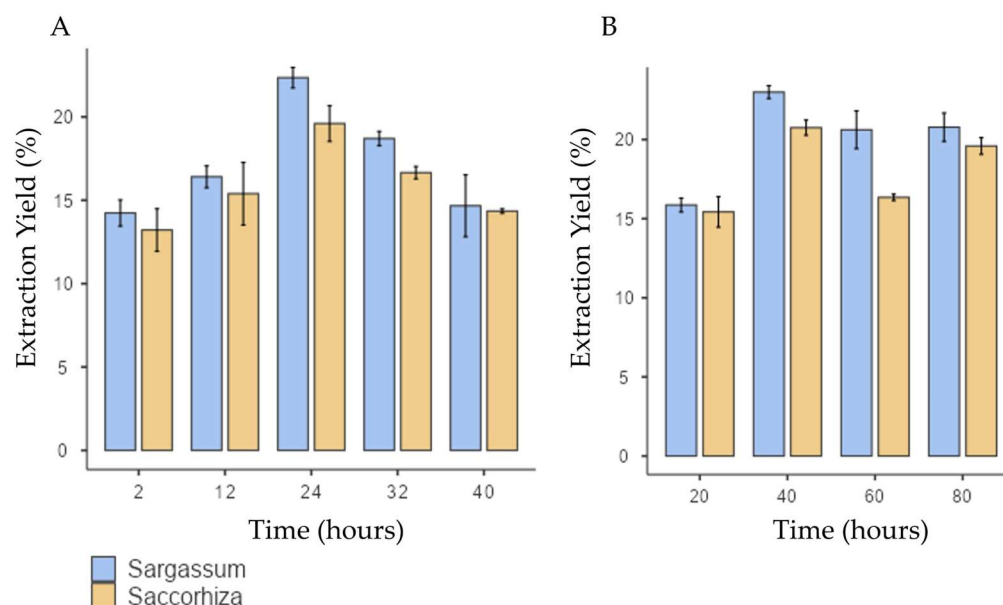 A
Extraction Yield (%)
20
15
10
5
0
2 12 24 32 40
Time (hours)
B
Extraction Yield (%)
20
15
10
5
0
20 40 60 80
Time (hours)
Sargassum
Saccorhiza